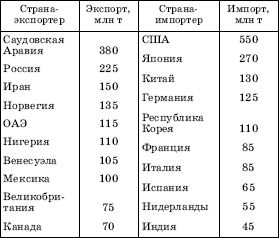 Страна-экспортер Экспорт, млн т Страна-импортер Импорт, млн т
Саудовская Аравия 380 США 550
Россия 225 Япония 270
Иран 150 Китай 130
Норвегия 135 Германия 125
ОАЭ 115 Республика Корея 110
Нигерия 110 Франция 85
Венесуэла 105 Италия 85
Мексика 100 Испания 65
Великобри-тания 75 Нидерланды 55
Канада 70 Индия 45